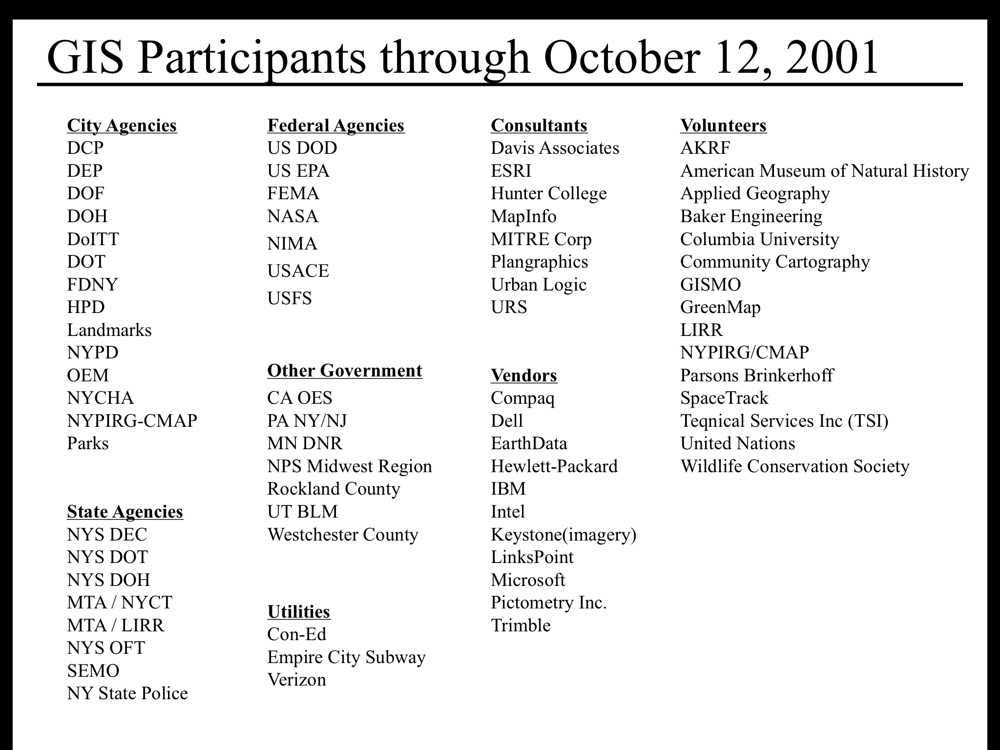 GIS Participants through October 12, 2001
City Agencies
DCP
DEP
DOF
DOH
DoITT
DOT
FDNY
HPD
Landmarks
NYPD
OEM
NYCHA
NYPIRG-CMAP
Parks
State Agencies
NYS DEC
NYS DOT
NYS DOH
MTA / NYCT
MTA / LIRR
NYS OFT
SEMO
NY State Police
Federal Agencies
US DOD
US EPA
FEMA
NASA
NIMA
USACE
USFS
Other Government
CA OES
PA NY/NJ
MN DNR
NPS Midwest Region
Rockland County
UT BLM
Westchester County
Utilities
Con-Ed
Empire City Subway
Verizon
Consultants
Davis Associates
ESRI
Hunter College
MapInfo
MITRE Corp
Plangraphics
Urban Logic
URS
Vendors
Compaq
Dell
EarthData
Hewlett-Packard
IBM
Intel
Keystone(imagery)
LinksPoint
Microsoft
Pictometry Inc.
Trimble
Volunteers
AKRF
American Museum of Natural History
Applied Geography
Baker Engineering
Columbia University
Community Cartography
GISMO
GreenMap
LIRR
NYPIRG/CMAP
Parsons Brinkerhoff
SpaceTrack
Teqnical Services Inc (TSI)
United Nations
Wildlife Conservation Society